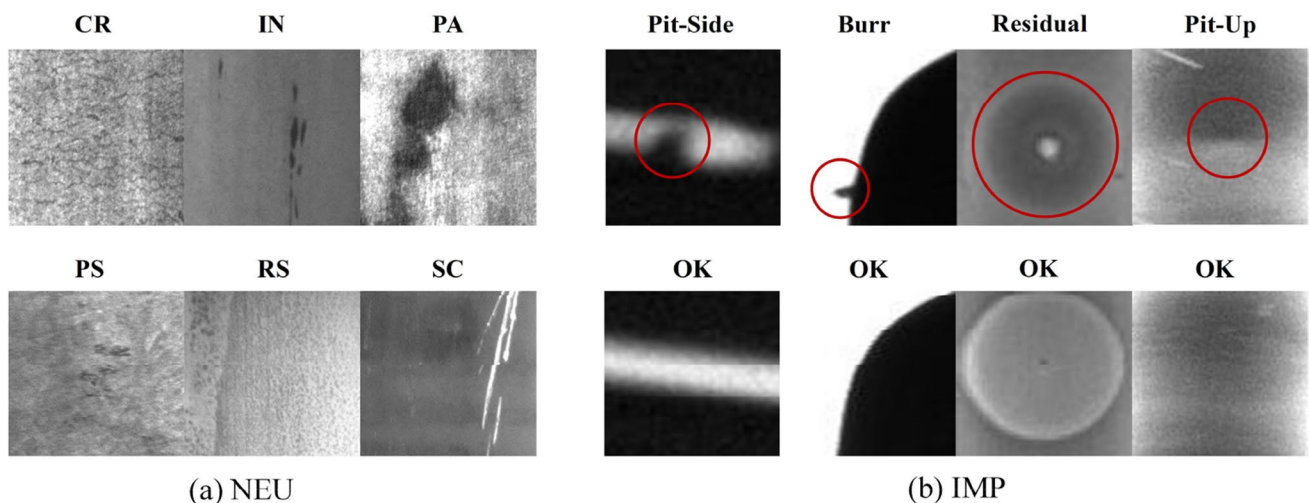 CR IN PA Pit-Side Burr Residual Pit-Up
PS RS SC OK OK OK OK
(a) NEU (b) IMP